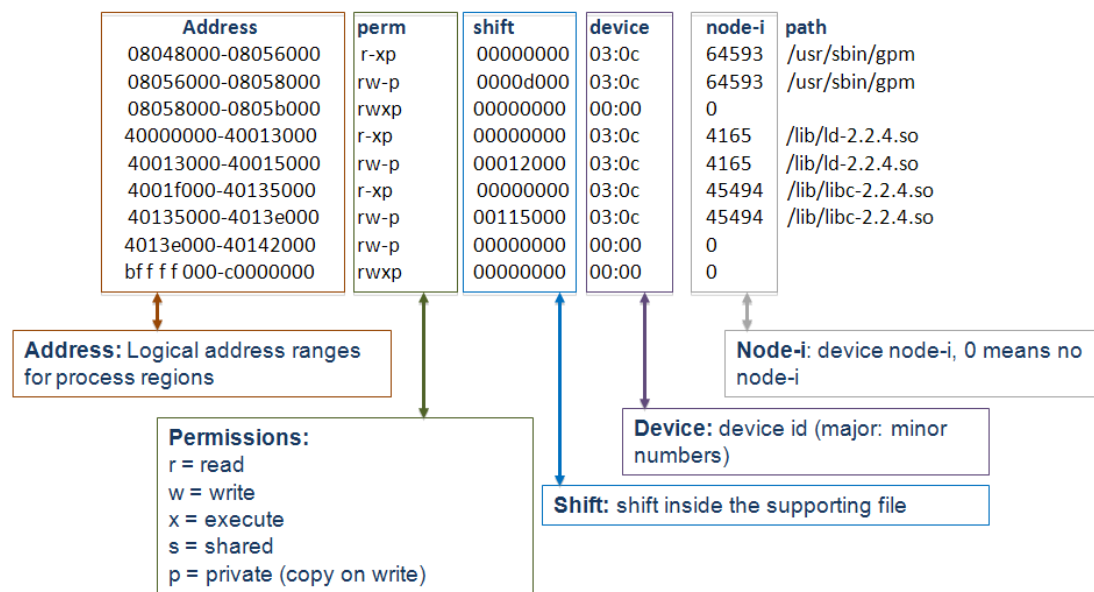 Address perm shift device node-i path
08048000-08056000 r-xp 00000000 03:0c 64593 /usr/sbin/gpm
08056000-08058000 rw-p 0000d000 03:0c 64593 /usr/sbin/gpm
08058000-0805b000 rwxp 00000000 00:00 0
40000000-40013000 r-xp 00000000 03:0c 4165 /lib/ld-2.2.4.so
40013000-40015000 rw-p 00012000 03:0c 4165 /lib/ld-2.2.4.so
4001f000-40135000 r-xp 00000000 03:0c 45494 /lib/libc-2.2.4.so
40135000-4013e000 rw-p 00115000 03:0c 45494 /lib/libc-2.2.4.so
4013e000-40142000 rw-p 00000000 00:00 0
bf f f f 000-c0000000 rwxp 00000000 00:00 0
Address: Logical address ranges
for process regions
Node-i: device node-i, 0 means no
node-i
Permissions:
r = read
w = write
x = execute
s = shared
p = private (copy on write)
Device: device id (major: minor
numbers)
Shift: shift inside the supporting file